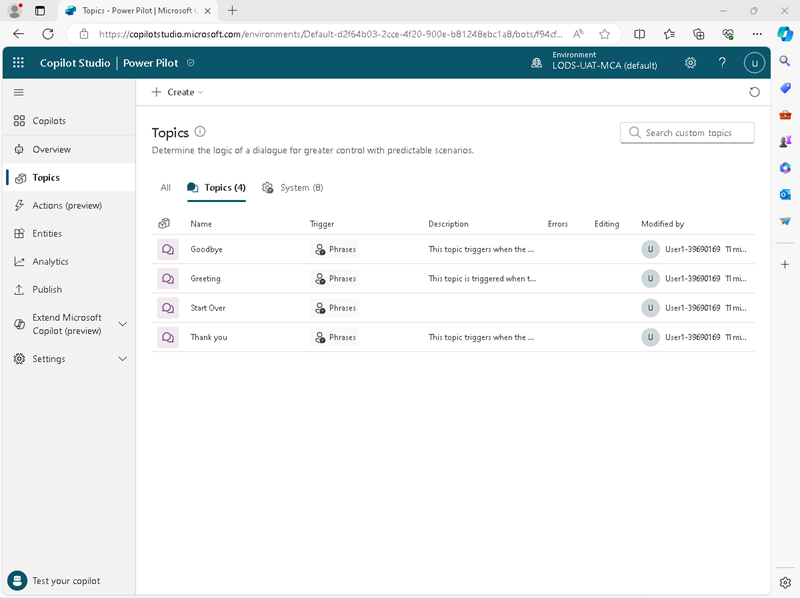 Topics - Power Pilot | Microsoft C
https://copilotstudio.microsoft.com/environments/Default-d2f64b03-2cce-4f20-900e-b81248ebc1a8/bots/f94cf...
Copilot Studio | Power Pilot
Environment
LODS-UAT-MCA (default)
?
U
Create
Copilots
Overview
Topics
Actions (preview)
Entities
Analytics
Publish
Extend Microsoft
Copilot (preview)
Settings
Test your copilot
Topics
Search custom topics
Determine the logic of a dialogue for greater control with predictable scenarios.
All
Topics (4)
System (8)
Name Trigger Description Errors Editing Modified by
Goodbye Phrases This topic triggers when the ... U User1-39690169 11 mi...
Greeting Phrases This topic is triggered when t... U User1-39690169 11 mi...
Start Over Phrases U User1-39690169 11 mi...
Thank you Phrases This topic triggers when the ... U User1-39690169 11 mi...